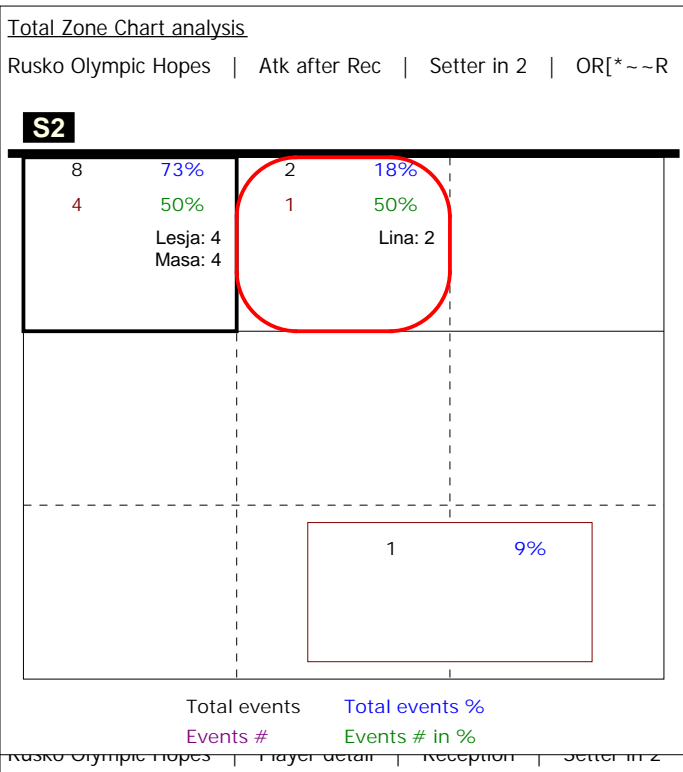 Total Zone Chart analysis
Rusko Olympic Hopes | Atk after Rec | Setter in 2 | OR[*~~R
S2
8 73% 2 18%
4 50% 1 50%
Lesja: 4 Lina: 2
Masa: 4
1 9%
Total events Total events %
Events # Events # in %
Rusko Olympic Hopes | Player detail | Reception | Setter in 2